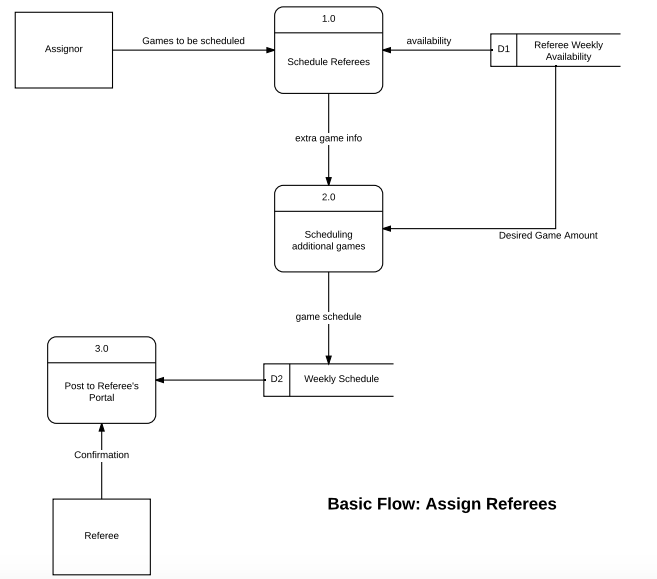 1.0
Assignor
Games to be scheduled
Schedule Referees
availability
D1
Referee Weekly
Availability
extra game info
2.0
Scheduling
additional games
Desired Game Amount
game schedule
3.0
Post to Referee's
Portal
D2
Weekly Schedule
Confirmation
Basic Flow: Assign Referees
Referee